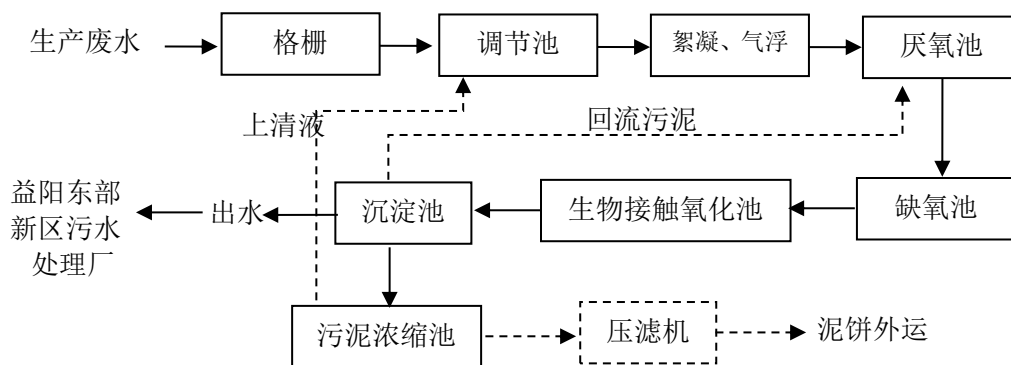 生产废水
格栅
调节池
絮凝、气浮
厌氧池
上清液
回流污泥
益阳东部
新区污水
处理厂
出水
沉淀池
生物接触氧化池
缺氧池
污泥浓缩池
压滤机
泥饼外运